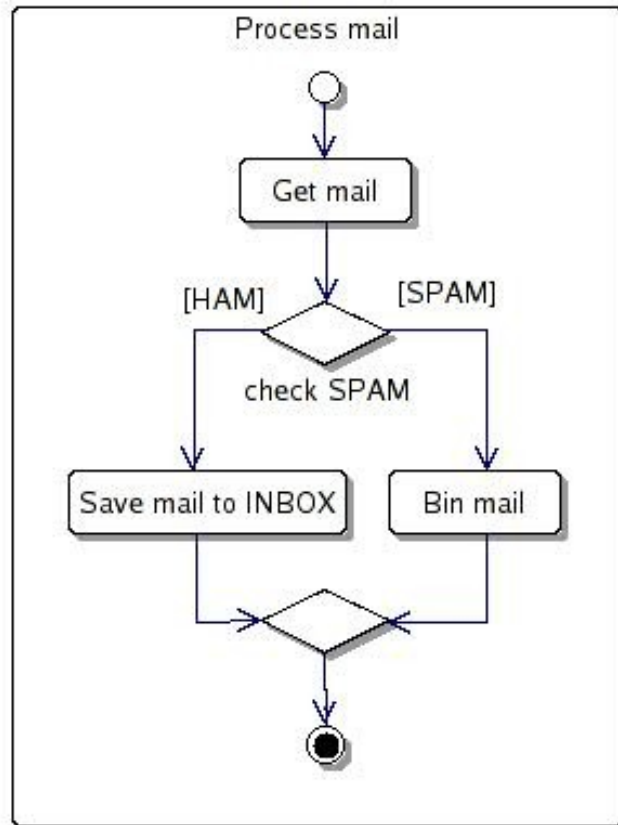 Process mail
Get mail
[HAM]
[SPAM]
check SPAM
Save mail to INBOX
Bin mail